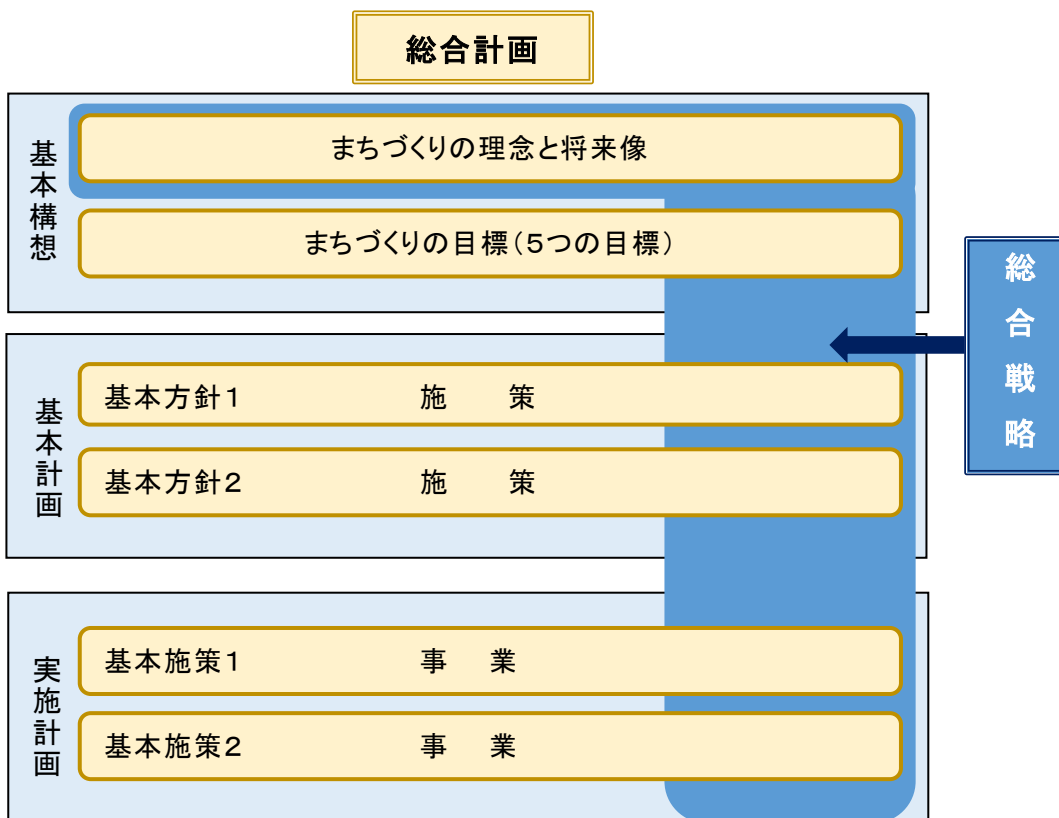 総合計画
基本構想
まちづくりの理念と将来像
まちづくりの目標（５つの目標）
総合戦略
基本計画
基本方針１　施　策
基本方針２　施　策
実施計画
基本施策１　事　業
基本施策２　事　業